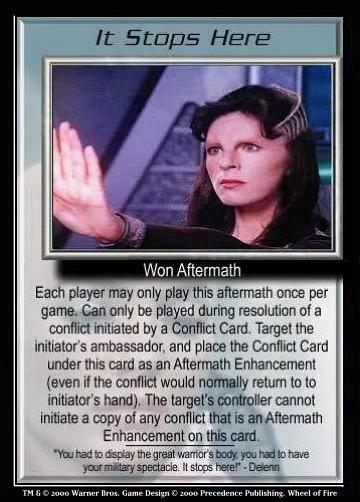 It Stops Here
Won Aftermath
Each player may only play this aftermath once per
game. Can only be played during resolution of a
conflict initiated by a Conflict Card. Target the
initiator's ambassador, and place the Conflict Card
under this card as an Aftermath Enhancement
(even if the conflict would normally return to to
initiator's hand). The target's controller cannot
initiate a copy of any conflict that is an Aftermath
Enhancement on this card.
"You had to display the great warrior's body, you had to have
your military spectacle. It stops here!" - Delenn
TM & © 2000 Warner Bros. Game Design © 2000 Precedence Publishing. Wheel of Fire